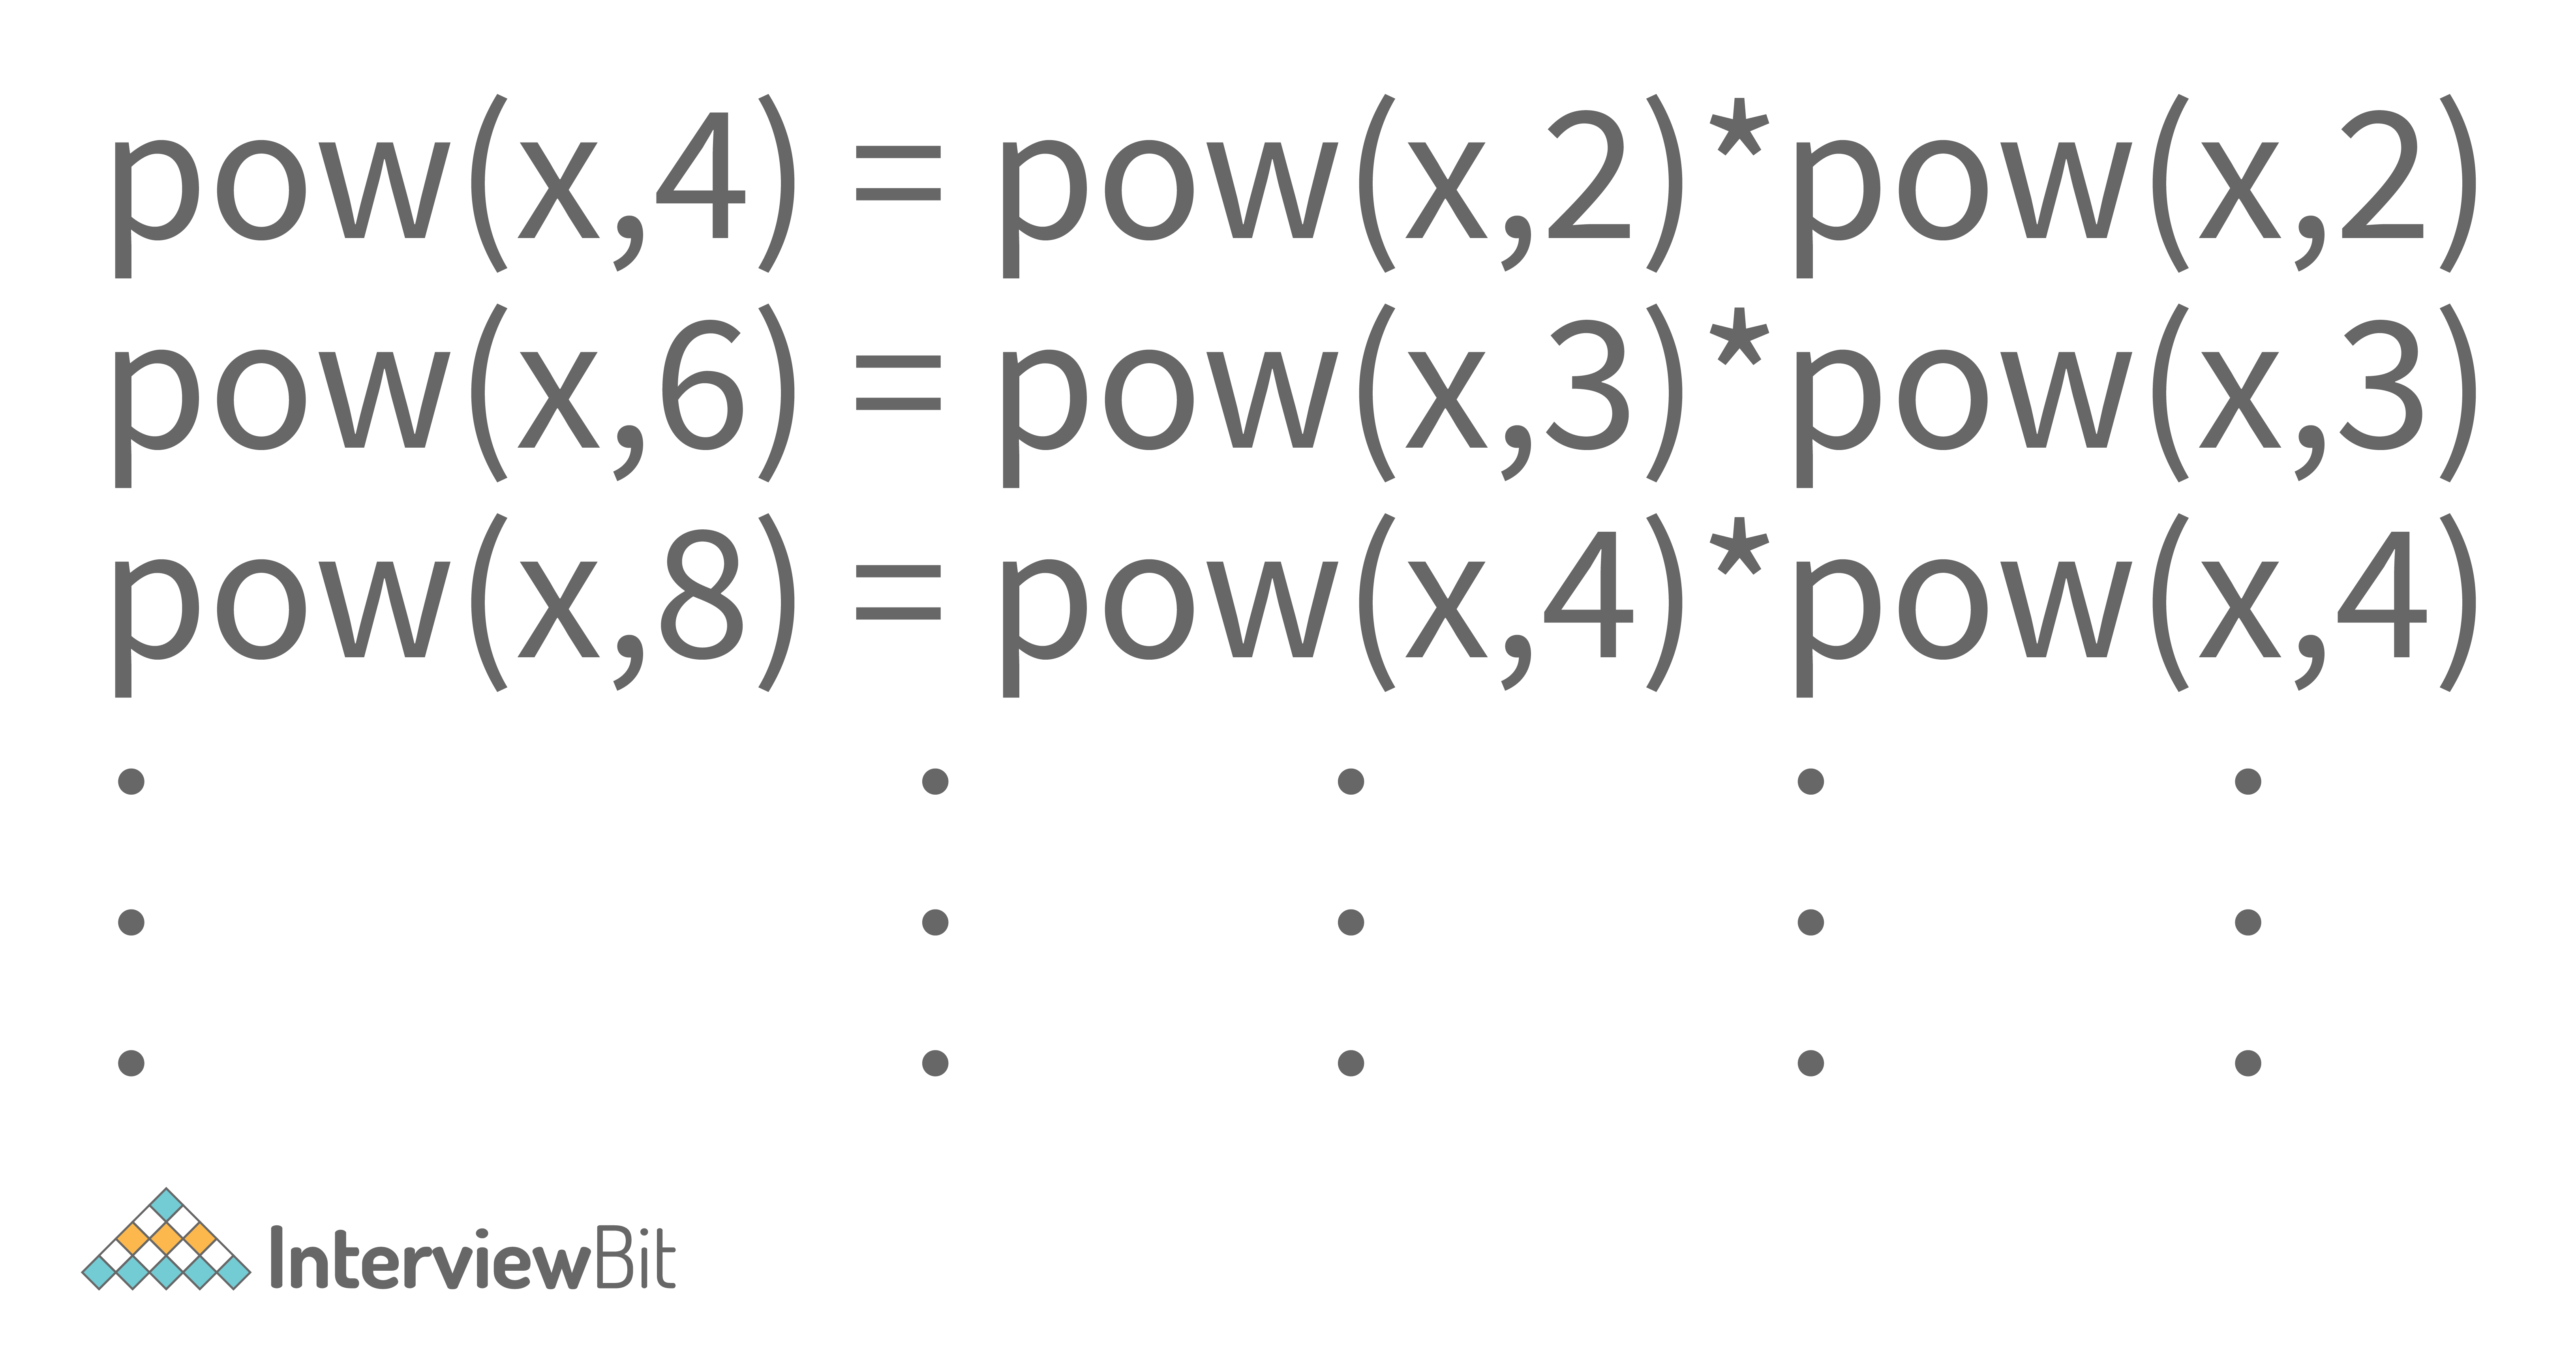 pow(x,4) = pow(x,2)*pow(x,2)
pow(x,6) = pow(x,3)*pow(x,3)
pow(x,8) = pow(x,4)*pow(x,4)
. . . . .
. . . . .
. . . . .
InterviewBit